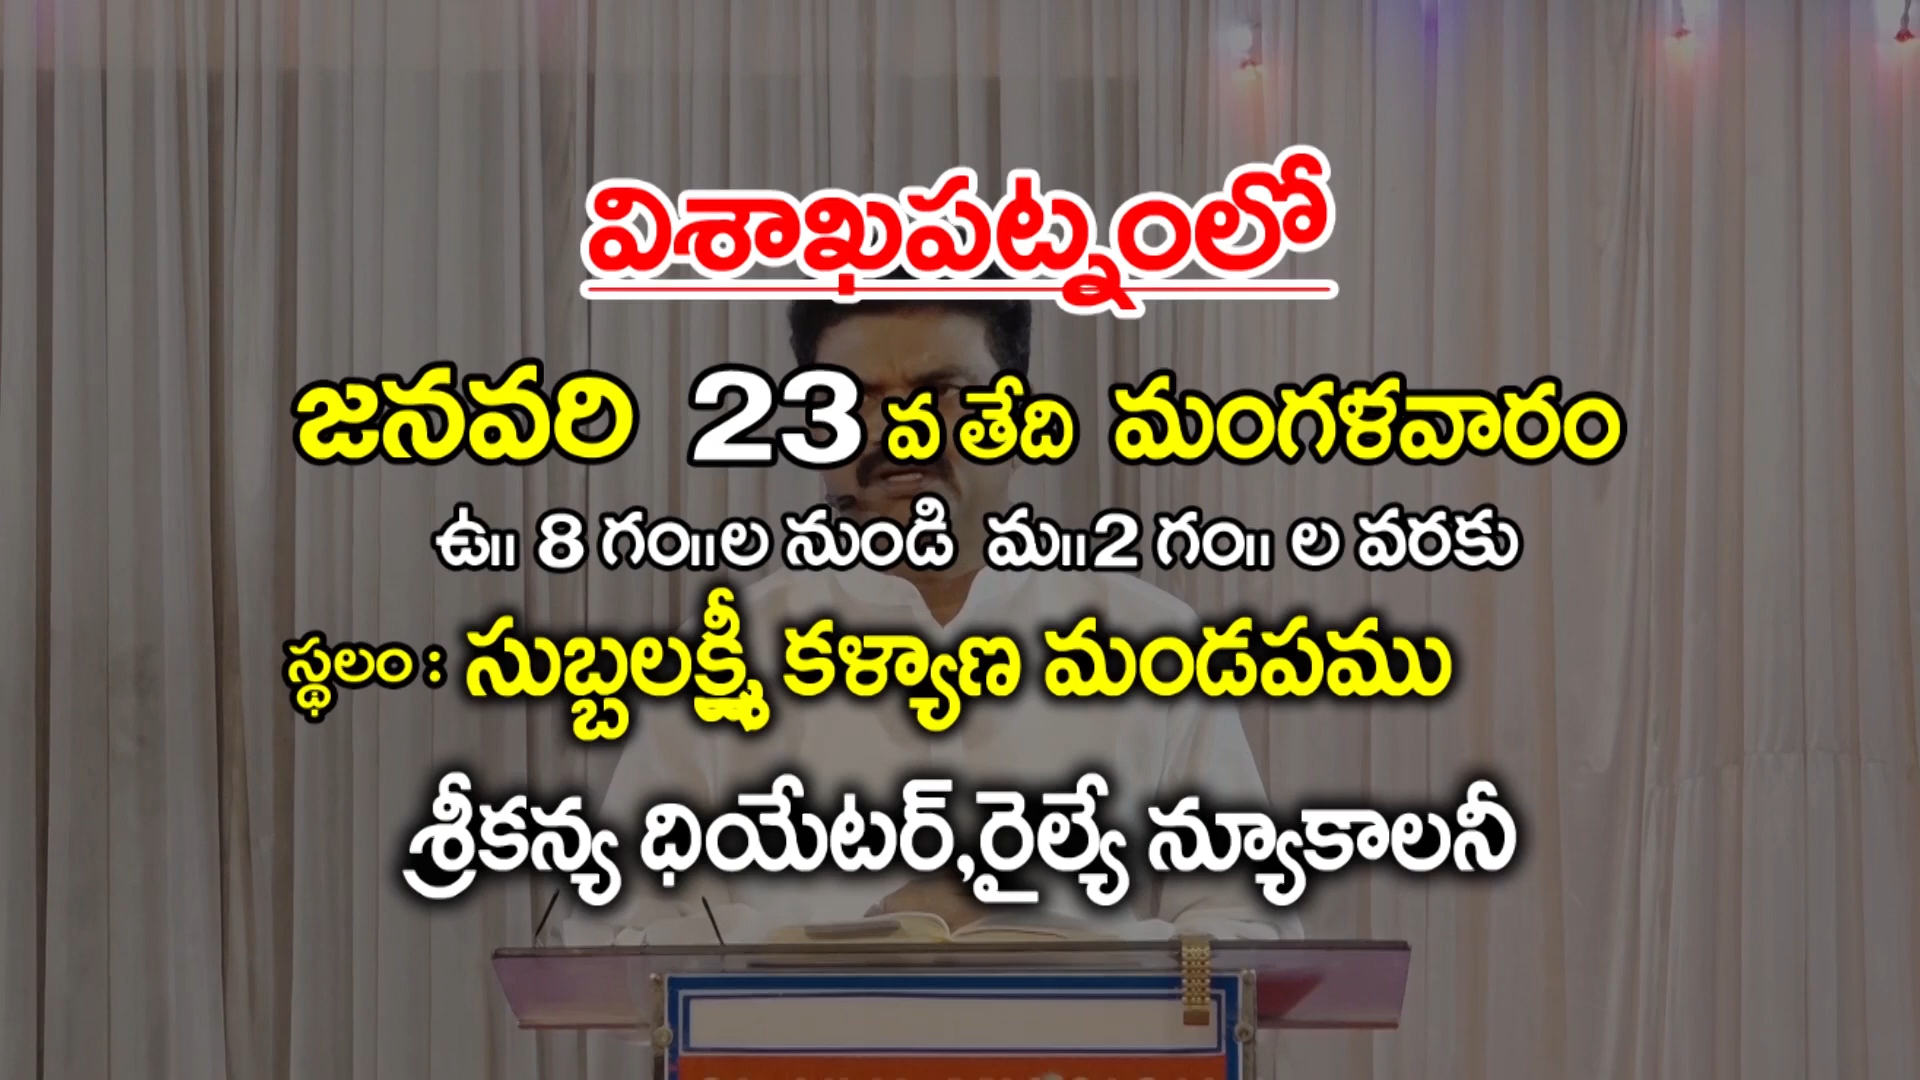 విశాఖపట్నంలో
జనవరి 23 వ తేది మంగళవారం
ఉ॥ 8 గం॥ల నుండి మ॥2 గం॥ ల వరకు
స్థలం : సుబ్బలక్ష్మీ కళ్యాణ మండపము
శ్రీకన్య ధియేటర్,రైల్యే న్యూకాలనీ